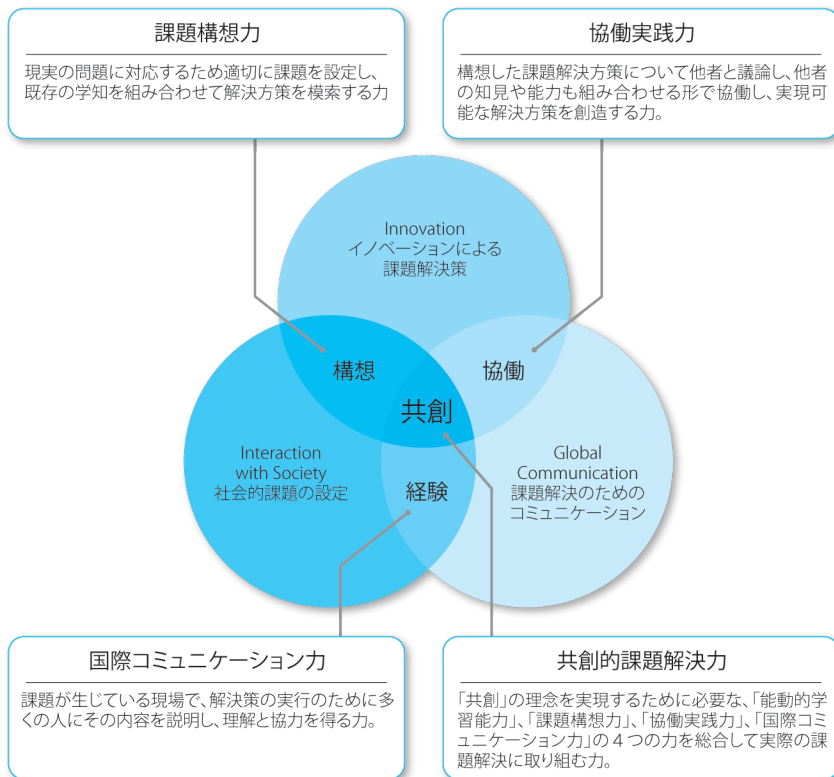 課題構想力
現実の問題に対応するため適切に課題を設定し、
既存の学知を組み合わせて解決方策を模索する力
協働実践力
構想した課題解決方策について他者と議論し、他者
の知見や能力も組み合わせる形で協働し、実現可
能な解決方策を創造する力。
Innovation
イノベーションによる
課題解決策
構想
協働
共創
Interaction
with Society
社会的課題の設定
経験
Global
Communication
課題解決のための
コミュニケーション
国際コミュニケーション力
課題が生じている現場で、解決策の実行のために多
くの人にその内容を説明し、理解と協力を得る力。
共創的課題解決力
「共創」の理念を実現するために必要な、「能動的学
習能力」、「課題構想力」、「協働実践力」、「国際コミ
ュニケーション力」の4つの力を総合して実際の課
題解決に取り組む力。